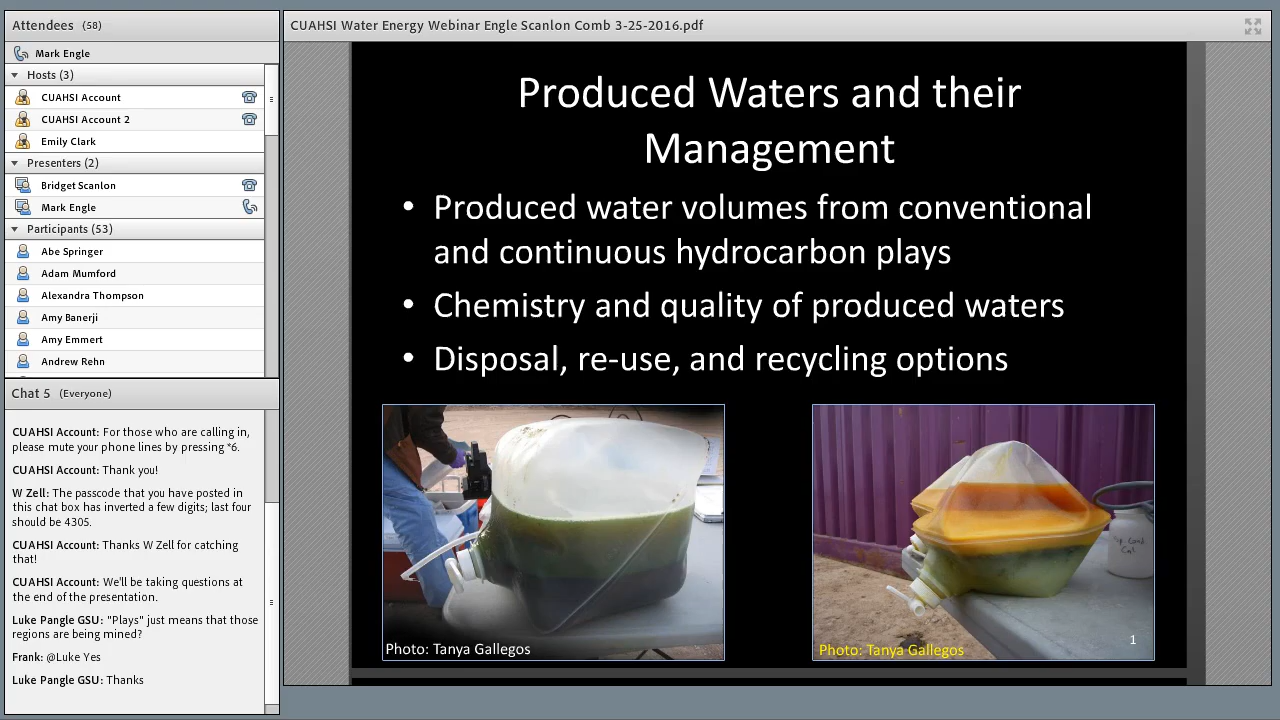 Attendees (58)
Mark Engle
Hosts (3)
CUAHSI Account
CUAHSI Account 2
Emily Clark
Presenters (2)
Bridget Scanlon
Mark Engle
Participants (53)
Abe Springer
Adam Mumford
Alexandra Thompson
Amy Banerji
Amy Emmert
Andrew Rehn
Chat 5 (Everyone)
CUAHSI Account: For those who are calling in,
please mute your phone lines by pressing *6.
CUAHSI Account: Thank you!
W Zell: The passcode that you have posted in
this chat box has inverted a few digits; last four
should be 4305.
CUAHSI Account: Thanks W Zell for catching
that!
CUAHSI Account: We'll be taking questions at
the end of the presentation.
Luke Pangle GSU: "Plays" just means that those
regions are being mined?
Frank: @Luke Yes
Luke Pangle GSU: Thanks
CUAHSI Water Energy Webinar Engle Scanlon Comb 3-25-2016.pdf
Produced Waters and their
Management
• Produced water volumes from conventional
and continuous hydrocarbon plays
• Chemistry and quality of produced waters
• Disposal, re-use, and recycling options
Photo: Tanya Gallegos
Photo: Tanya Gallegos
1